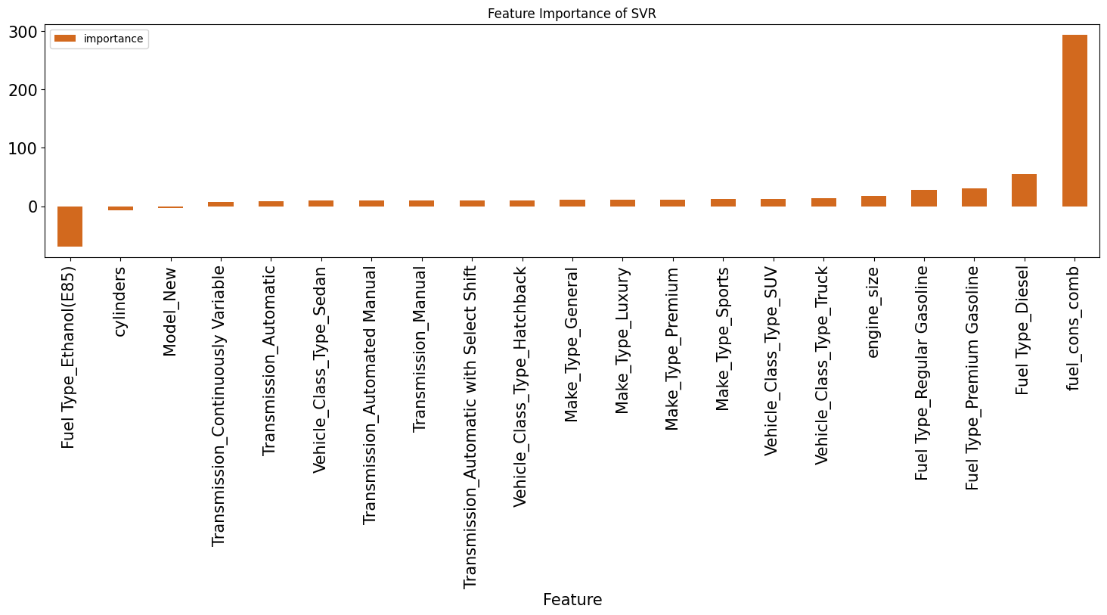 Feature Importance of SVR
importance
300
200
100
0
Fuel Type_Ethanol(E85)
cylinders
Model_New
Transmission_Continuously Variable
Transmission_Automatic
Vehicle_Class_Type_Sedan
Transmission_Automated Manual
Transmission_Manual
Transmission_Automatic with Select Shift
Vehicle_Class_Type_Hatchback
Make_Type_General
Make_Type_Luxury
Make_Type_Premium
Make_Type_Sports
Vehicle_Class_Type_SUV
Vehicle_Class_Type_Truck
engine_size
Fuel Type_Regular Gasoline
Fuel Type_Premium Gasoline
Fuel Type_Diesel
fuel_cons_comb
Feature